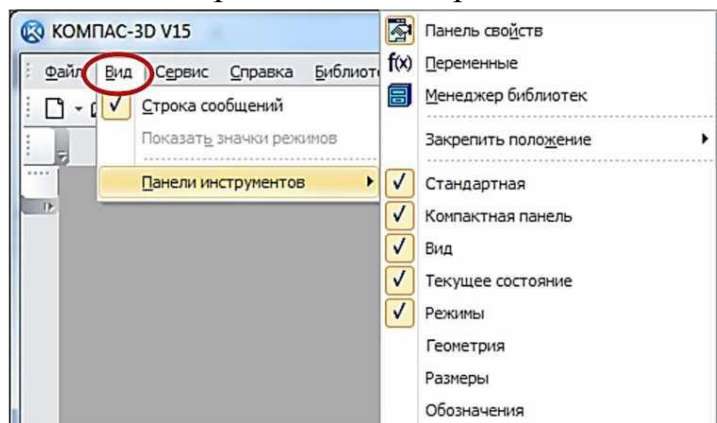 КОМПАС-3D V15
Файл Вид Сервис Справка
Строка сообщений
Показать значки режимов
Панели инструментов
Панель свойств
f(x) Переменные
Менеджер библиотек
Закрепить положение
Стандартная
Компактная панель
Вид
Текущее состояние
Режимы
Геометрия
Размеры
Обозначения